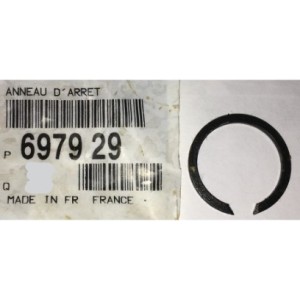 ANNEAU D'ARRET
P 6979 29
Q
MADE IN FR FRANCE -